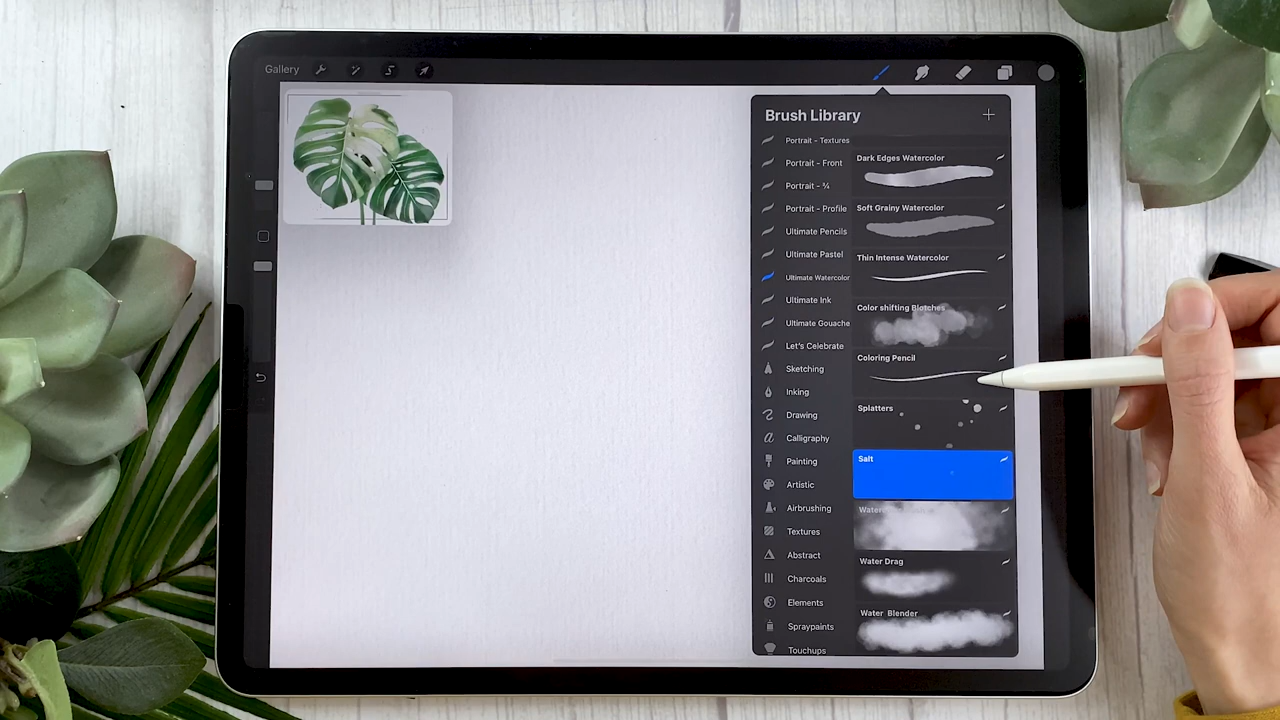 Gallery
Brush Library
Portrait - Textures
Portrait - Front
Portrait - ¾
Portrait - Profile
Ultimate Pencils
Ultimate Pastel
Ultimate Watercolor
Ultimate Ink
Ultimate Gouache
Let's Celebrate
Sketching
Inking
Drawing
Calligraphy
Painting
Artistic
Airbrushing
Textures
Abstract
Charcoals
Elements
Spraypaints
Touchups
Dark Edges Watercolor
Soft Grainy Watercolor
Thin Intense Watercolor
Color shifting Blotches
Coloring Pencil
Splatters
Salt
Water Drag
Water Blender